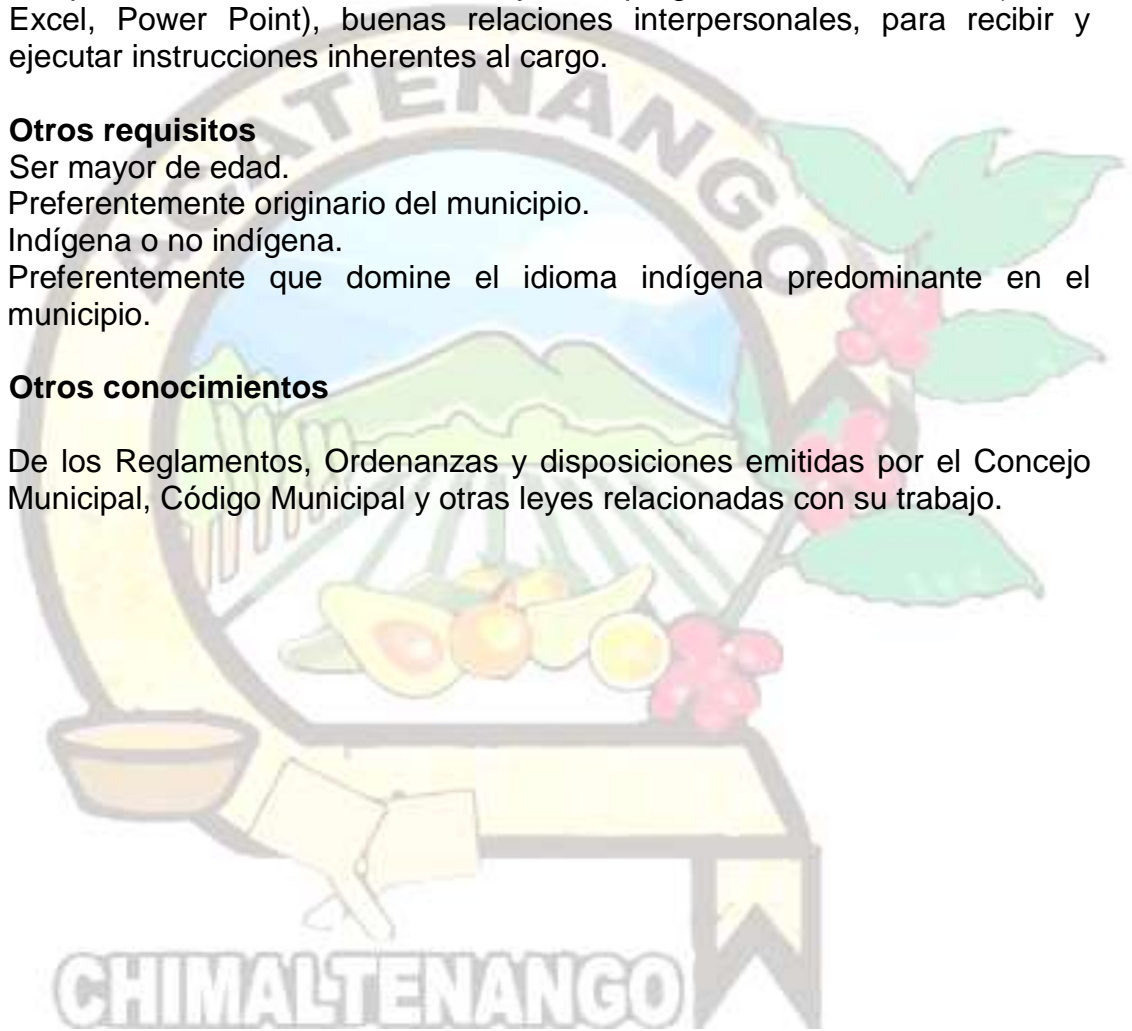 Excel, Power Point), buenas relaciones interpersonales, para recibir y
ejecutar instrucciones inherentes al cargo.
Otros requisitos
Ser mayor de edad.
Preferentemente originario del municipio.
Indígena o no indígena.
Preferentemente que domine el idioma indígena predominante en el
municipio.
Otros conocimientos
De los Reglamentos, Ordenanzas y disposiciones emitidas por el Concejo
Municipal, Código Municipal y otras leyes relacionadas con su trabajo.
ACATENANGO
CHIMALTENANGO